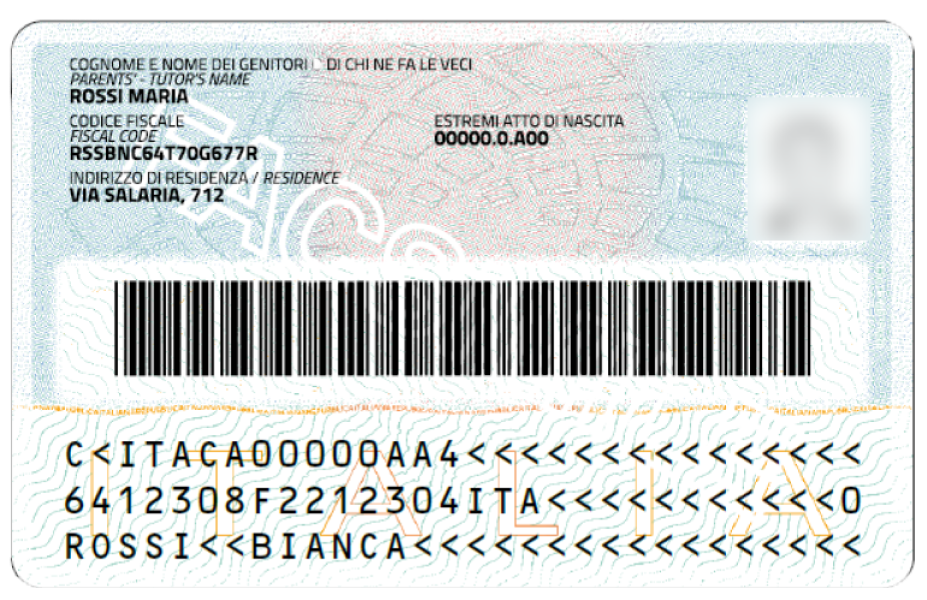 COGNOME E NOME DEI GENITORI O DI CHI NE FA LE VECI
PARENTS' - TUTOR'S NAME
ROSSI MARIA
CODICE FISCALE
FISCAL CODE
RSSBNC64T70G677R
ESTREMI ATTO DI NASCITA
00000.0.A00
INDIRIZZO DI RESIDENZA / RESIDENCE
VIA SALARIA, 712
C<ITACA00000AA4<<<<<<<<<<<<<<<
6412308F2212304ITA<<<<<<<<<<<0
ROSSI<<BIANCA<<<<<<<<<<<<<<<<<
ITALIA